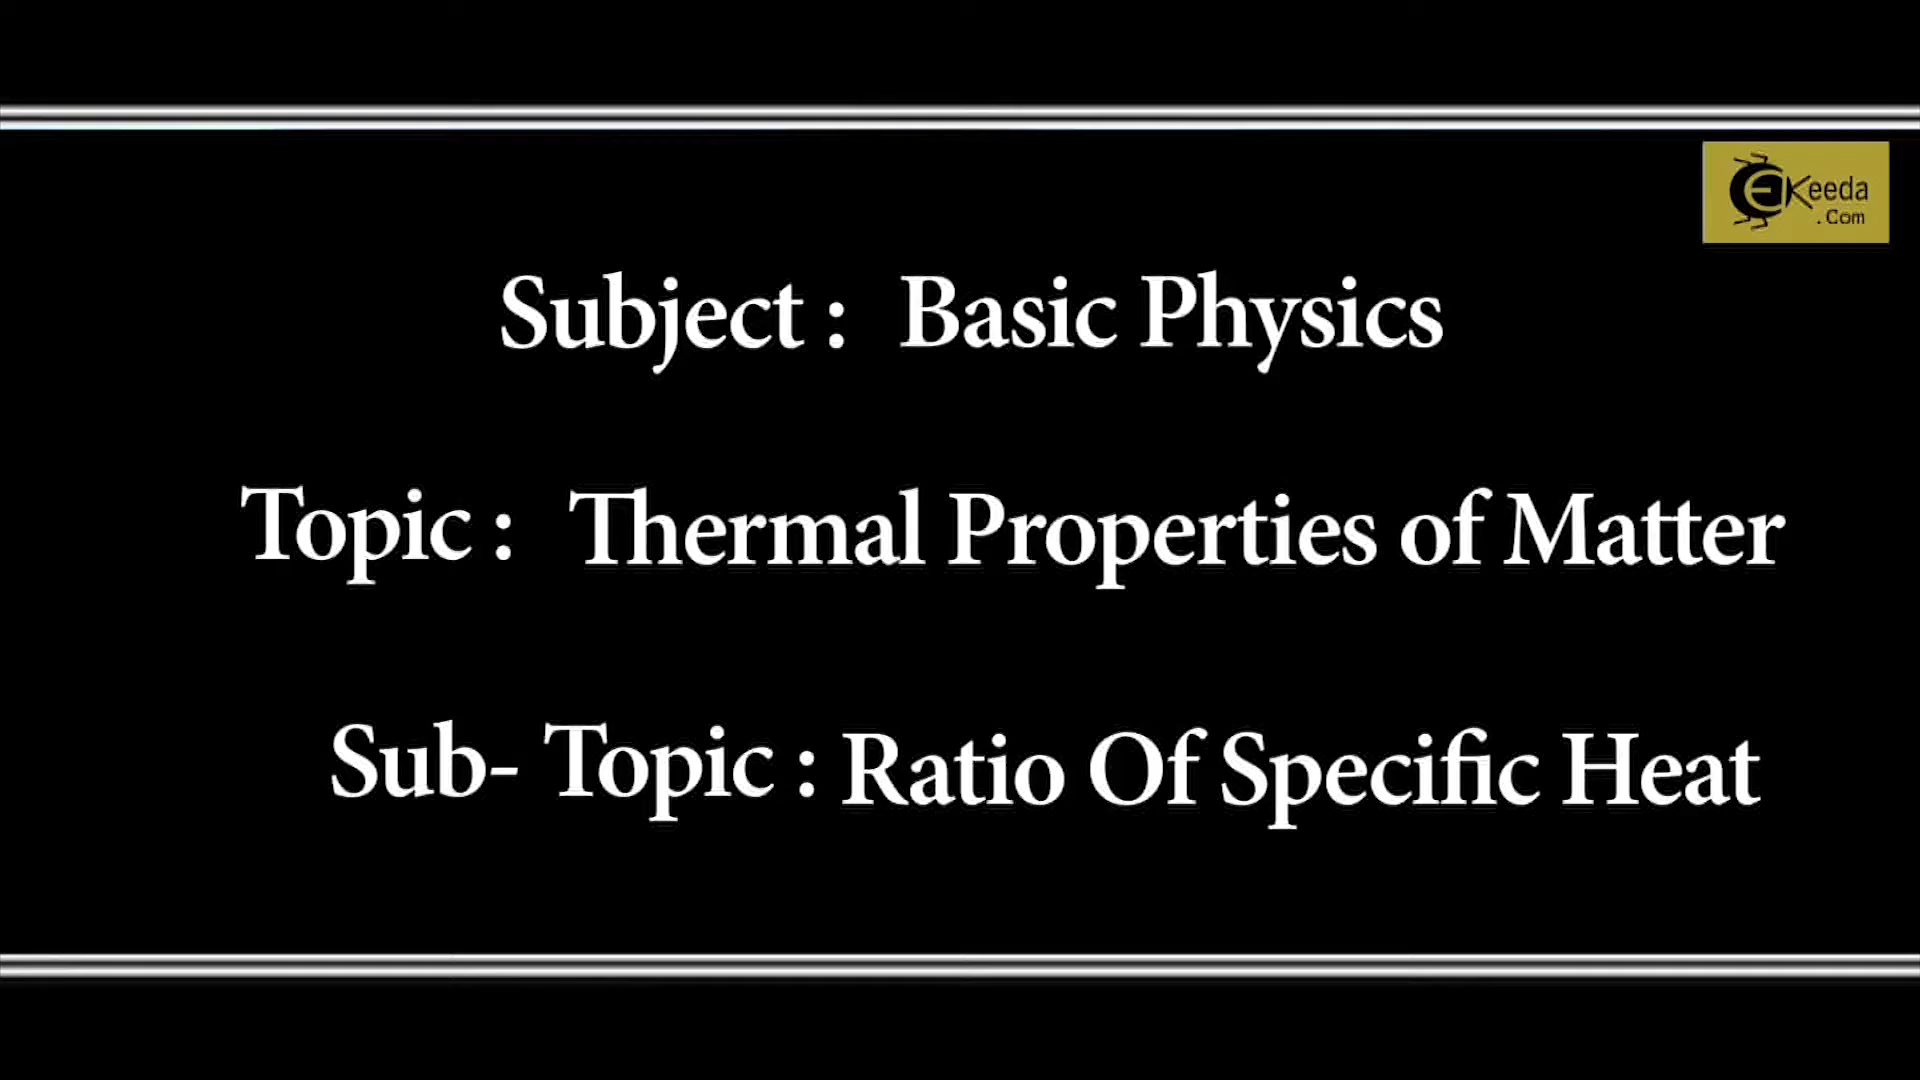 EKeeda
.Com
Subject : Basic Physics
Topic : Thermal Properties of Matter
Sub- Topic : Ratio Of Specific Heat